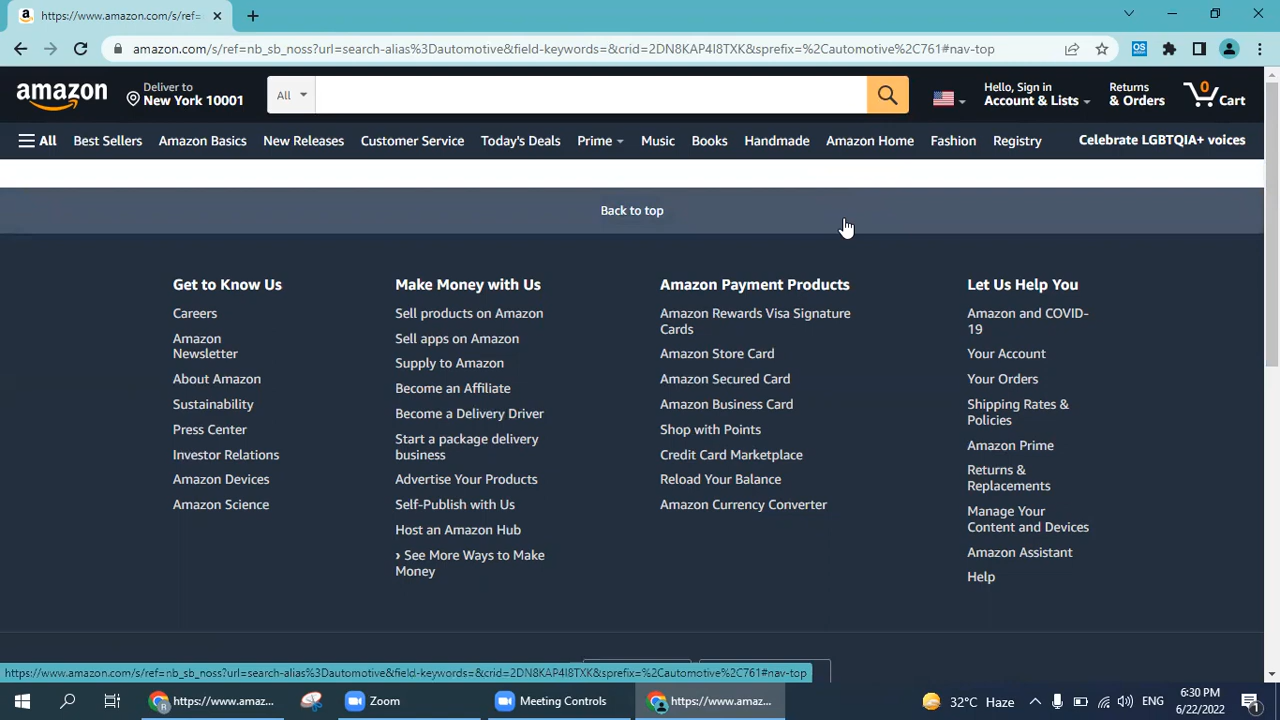 https://www.amazon.com/s/ref=
amazon.com/s/ref=nb_sb_noss?url=search-alias%3Dautomotive&field-keywords=&crid=2DN8KAP4I8TXK&sprefix=%2Cautomotive%2C761#nav-top
OS
amazon
Deliver to
New York 10001
All
Hello, Sign in
Account & Lists
Returns
& Orders
0
Cart
All
Best Sellers
Amazon Basics
New Releases
Customer Service
Today's Deals
Prime
Music
Books
Handmade
Amazon Home
Fashion
Registry
Celebrate LGBTQIA+ voices
Back to top
Get to Know Us
Careers
Amazon
Newsletter
About Amazon
Sustainability
Press Center
Investor Relations
Amazon Devices
Amazon Science
Make Money with Us
Sell products on Amazon
Sell apps on Amazon
Supply to Amazon
Become an Affiliate
Become a Delivery Driver
Start a package delivery
business
Advertise Your Products
Self-Publish with Us
Host an Amazon Hub
› See More Ways to Make
Money
Amazon Payment Products
Amazon Rewards Visa Signature
Cards
Amazon Store Card
Amazon Secured Card
Amazon Business Card
Shop with Points
Credit Card Marketplace
Reload Your Balance
Amazon Currency Converter
Let Us Help You
Amazon and COVID-
19
Your Account
Your Orders
Shipping Rates &
Policies
Amazon Prime
Returns &
Replacements
Manage Your
Content and Devices
Amazon Assistant
Help
https://www.amazon.com/s/ref=nb_sb_noss?url=search-alias%3Dautomotive&field-keywords=&crid=2DN8KAP4I8TXK&sprefix=%2Cautomotive%2C761#nav-top
https://www.amaz...
Zoom
Meeting Controls
https://www.amaz...
32°C Haze
ENG
6:30 PM
6/22/2022
1